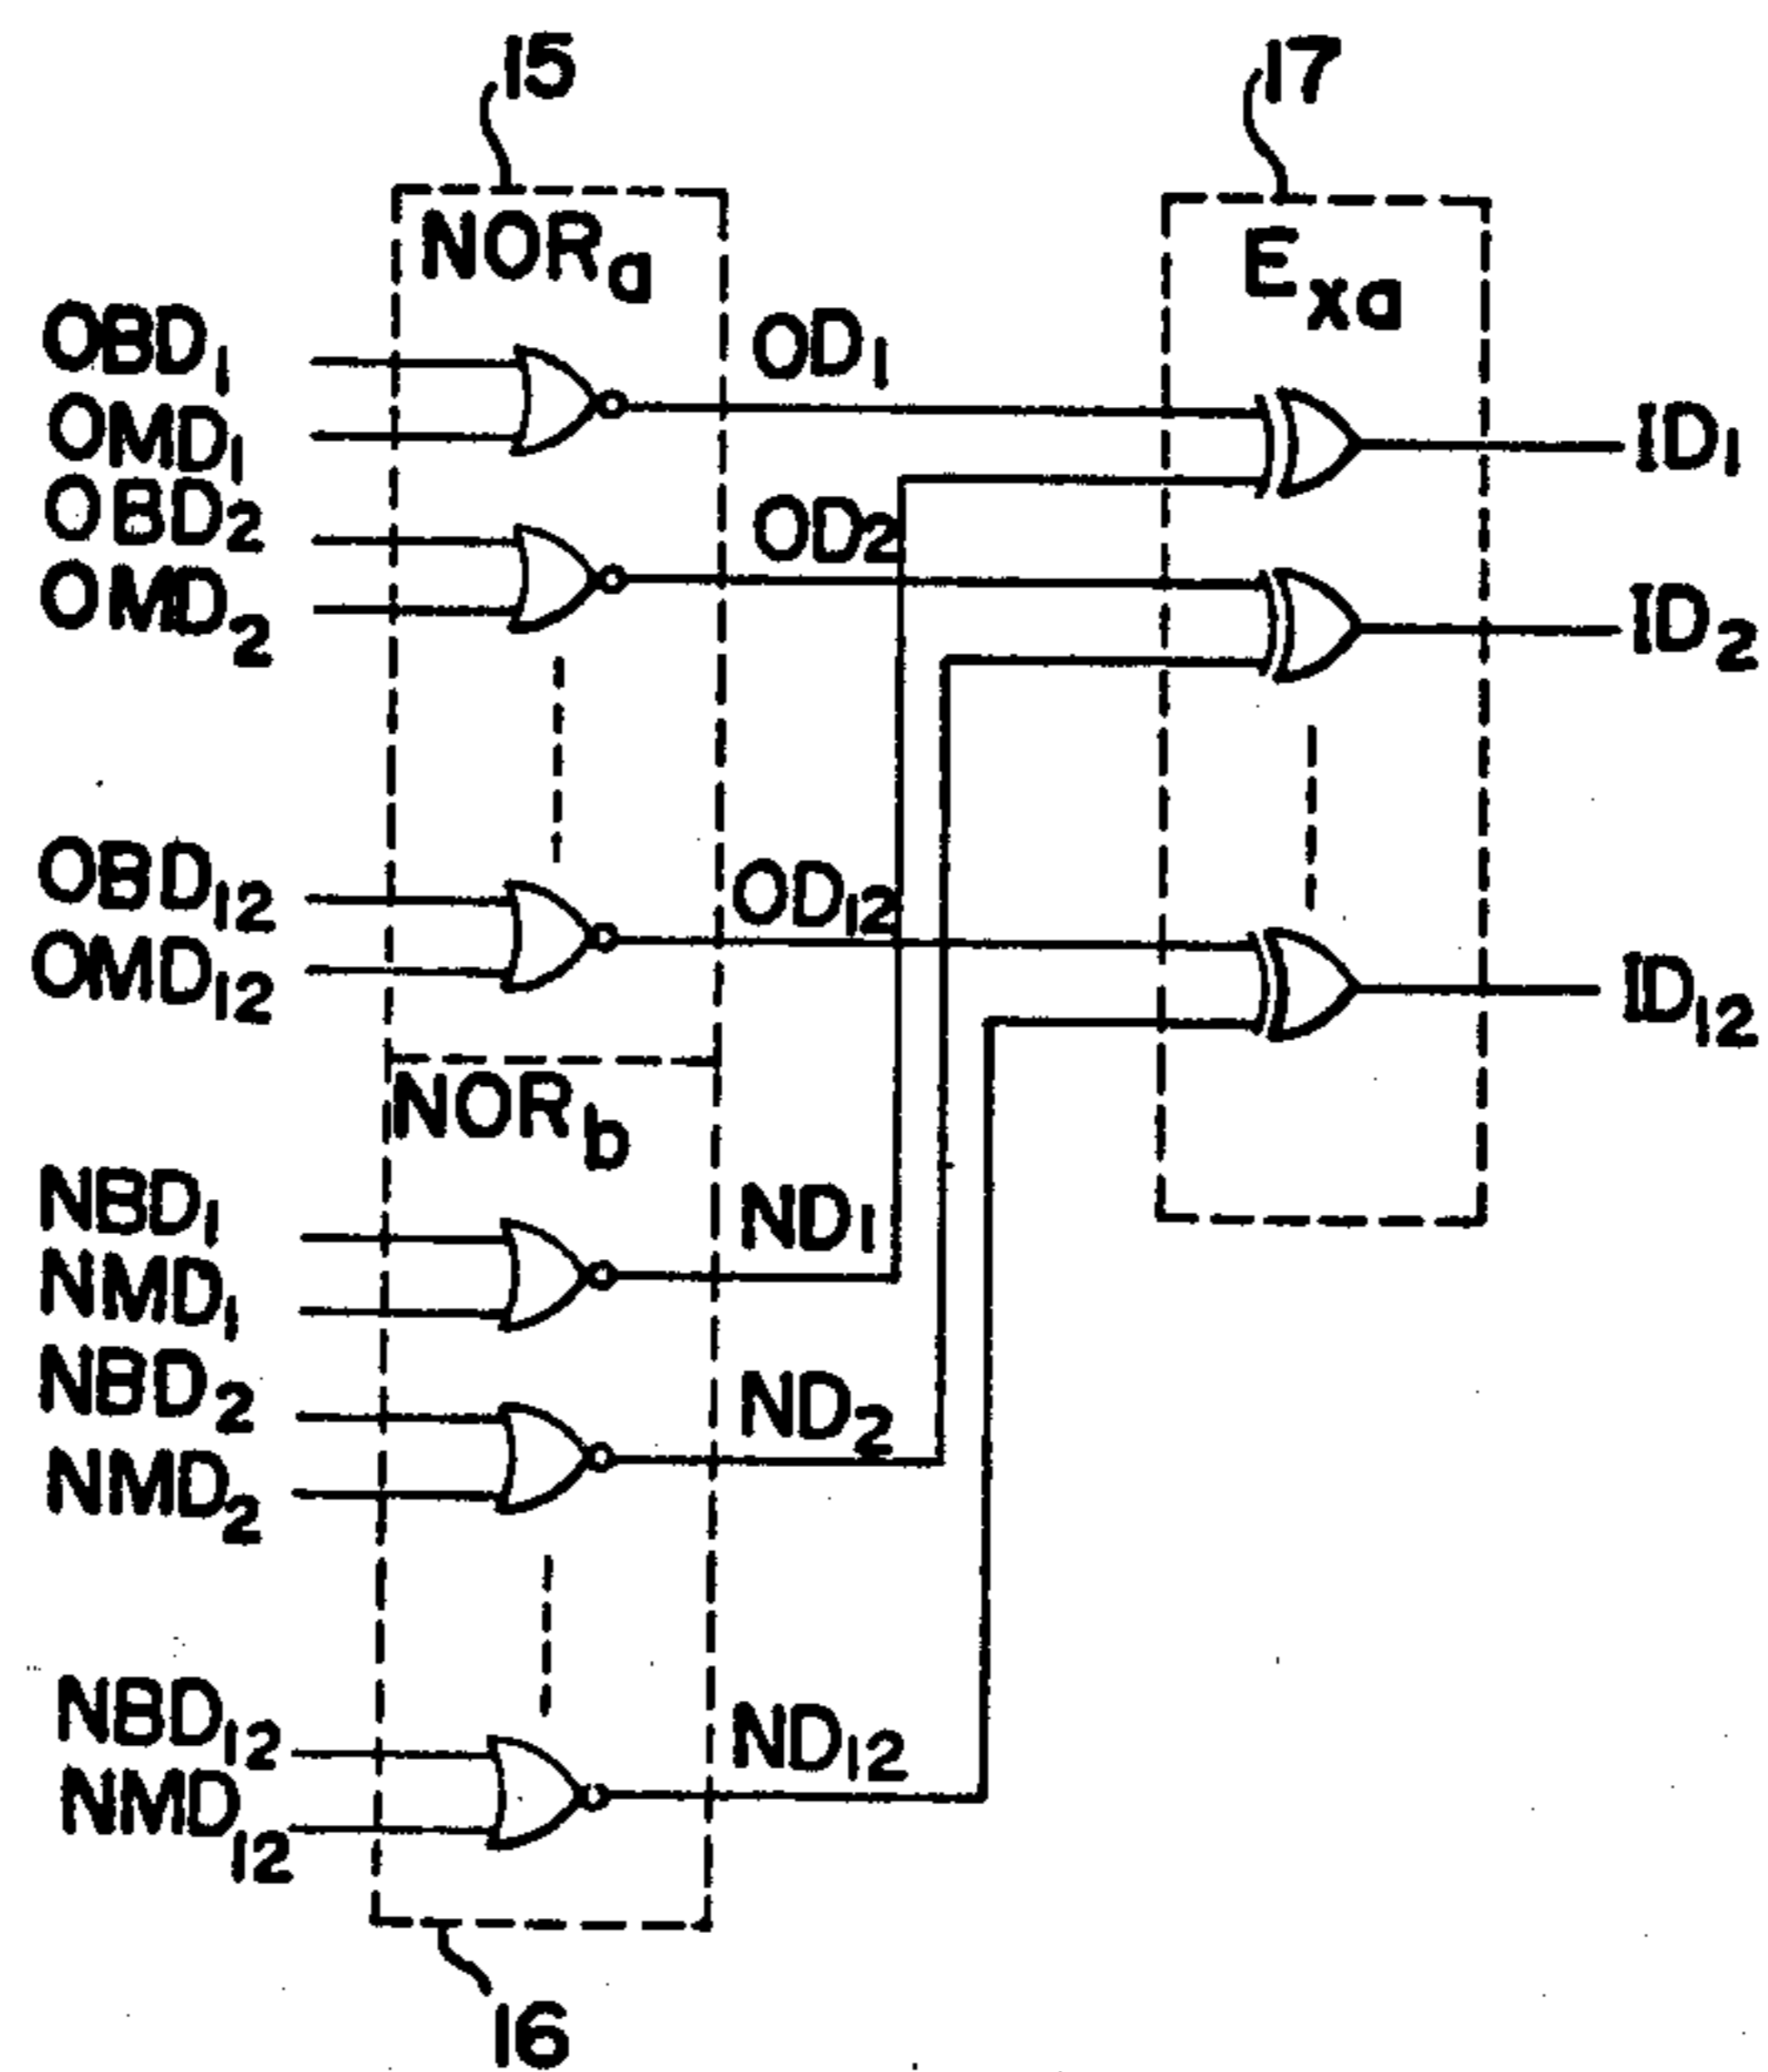 15
17
NORa
Exa
OBD1
OMD1
OD1
ID1
OBD2
OMD2
OD2
ID2
OBD12
OMD12
OD12
ID12
NORb
NBD1
NMD1
ND1
NBD2
NMD2
ND2
NBD12
NMD12
ND12
16